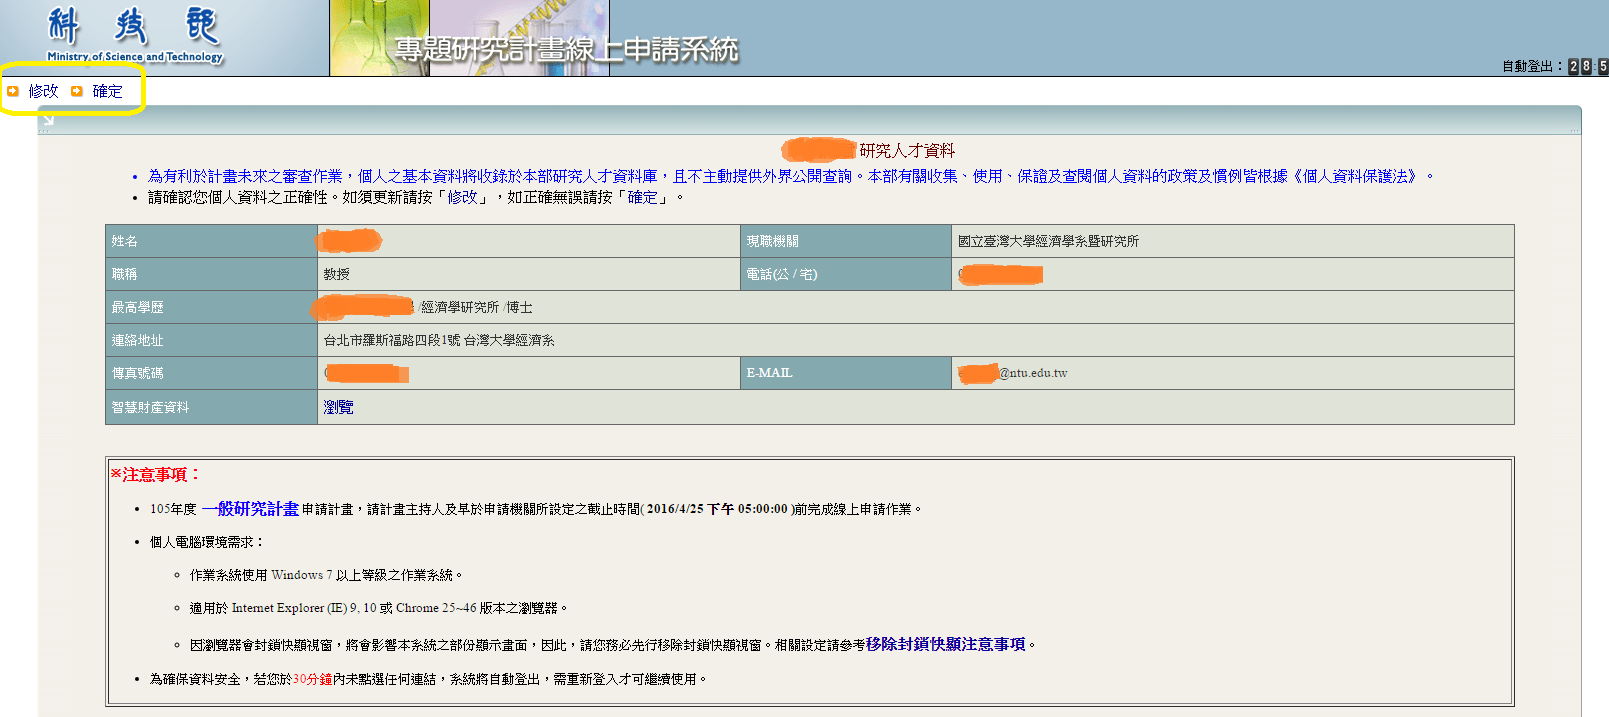 科技部
Ministry of Science and Technology
專題研究計畫線上申請系統
自動登出：28:5
修改 確定
研究人才資料
為有利於計畫未來之審查作業，個人之基本資料將收錄於本部研究人才資料庫，且不主動提供外界公開查詢。本部有關收集、使用、保證及查閱個人資料的政策及慣例皆根據《個人資料保護法》。
請確認您個人資料之正確性。如須更新請按「修改」，如正確無誤請按「確定」。
姓名 現職機關 國立臺灣大學經濟學系暨研究所
職稱 教授 電話(公 / 宅)
最高學歷 /經濟學研究所 /博士
連絡地址 台北市羅斯福路四段1號 台灣大學經濟系
傳真號碼 E-MAIL @ntu.edu.tw
智慧財產資料 瀏覽
※注意事項：
105年度 一般研究計畫 申請計畫，請計畫主持人及早於申請機關所設定之截止時間( 2016/4/25 下午 05:00:00 )前完成線上申請作業。
個人電腦環境需求：
作業系統使用 Windows 7 以上等級之作業系統。
適用於 Internet Explorer (IE) 9, 10 或 Chrome 25~46 版本之瀏覽器。
因瀏覽器會封鎖快顯視窗，將會影響本系統之部份顯示畫面，因此，請您務必先行移除封鎖快顯視窗。相關設定請參考移除封鎖快顯注意事項。
為確保資料安全，若您於30分鐘內未點選任何連結，系統將自動登出，需重新登入才可繼續使用。